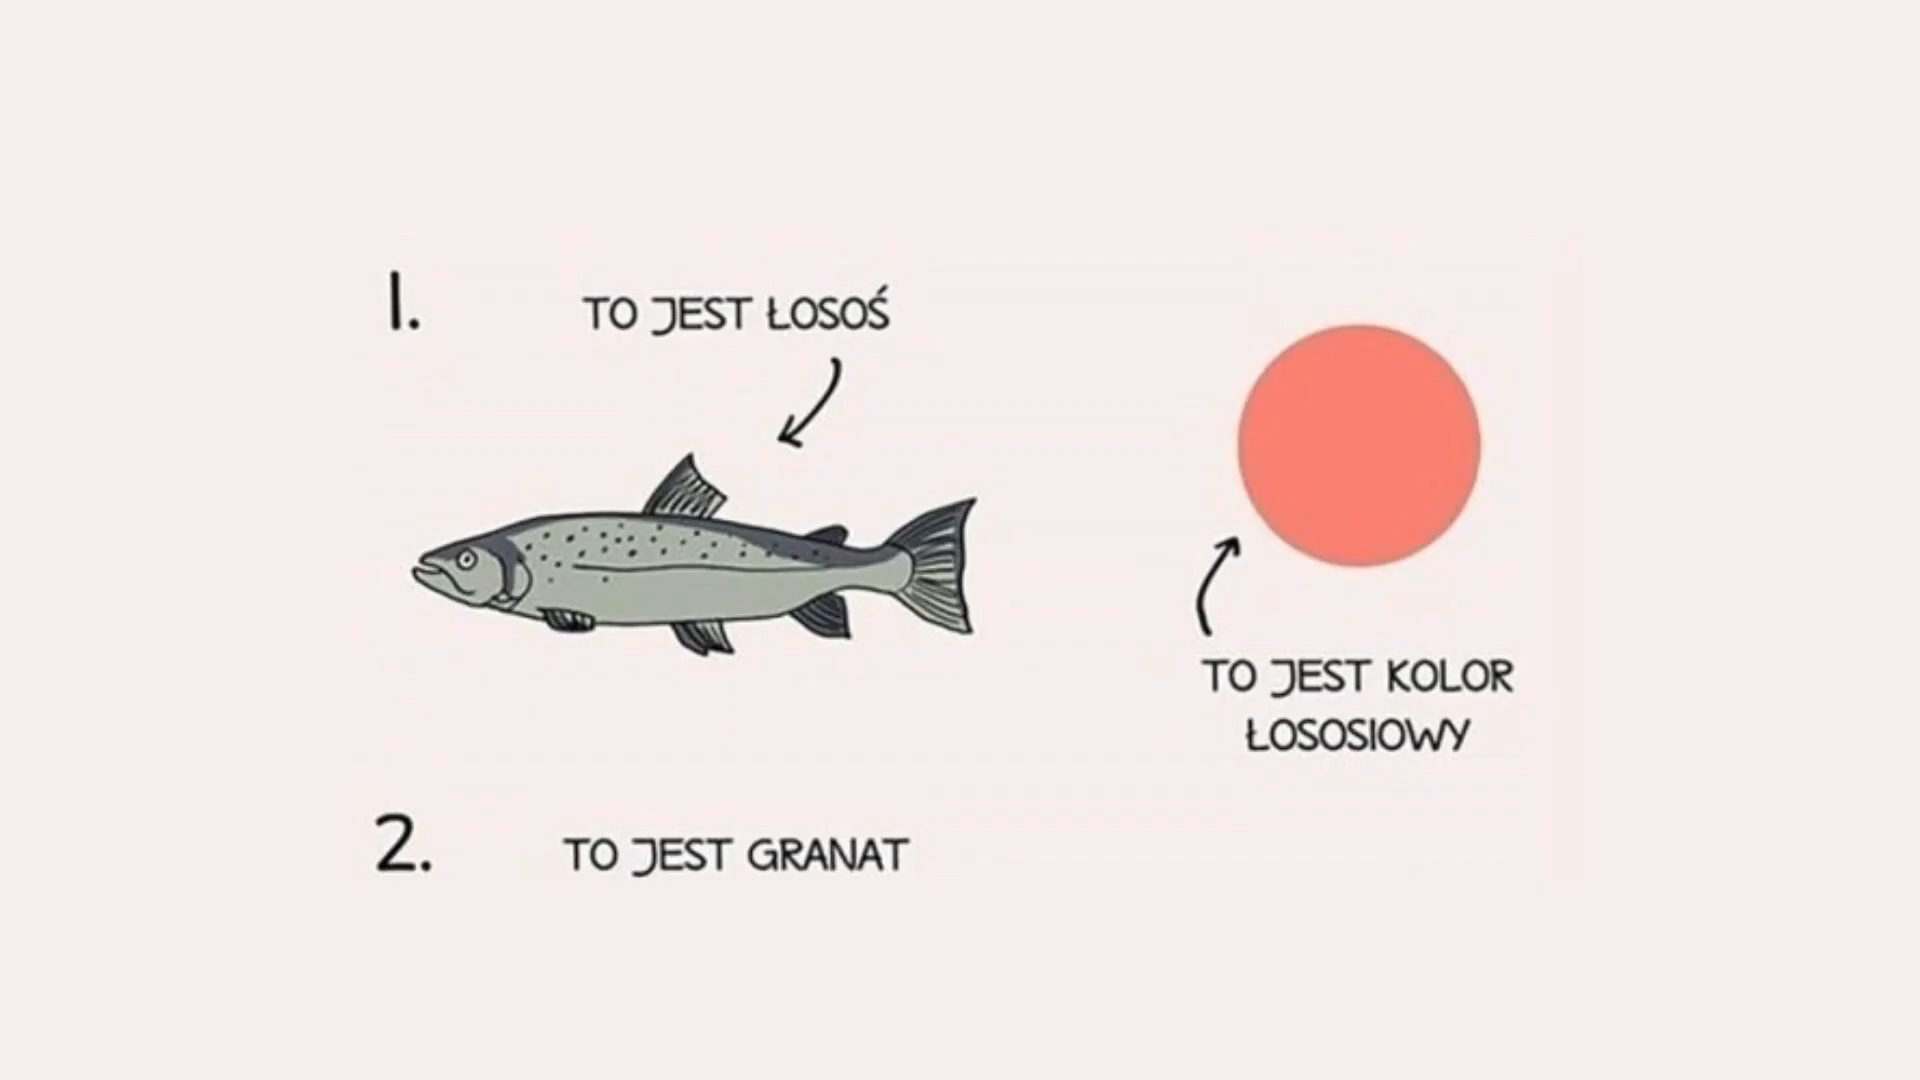 1. TO JEST ŁOSOŚ
TO JEST KOLOR
ŁOSOSIOWY
2. TO JEST GRANAT